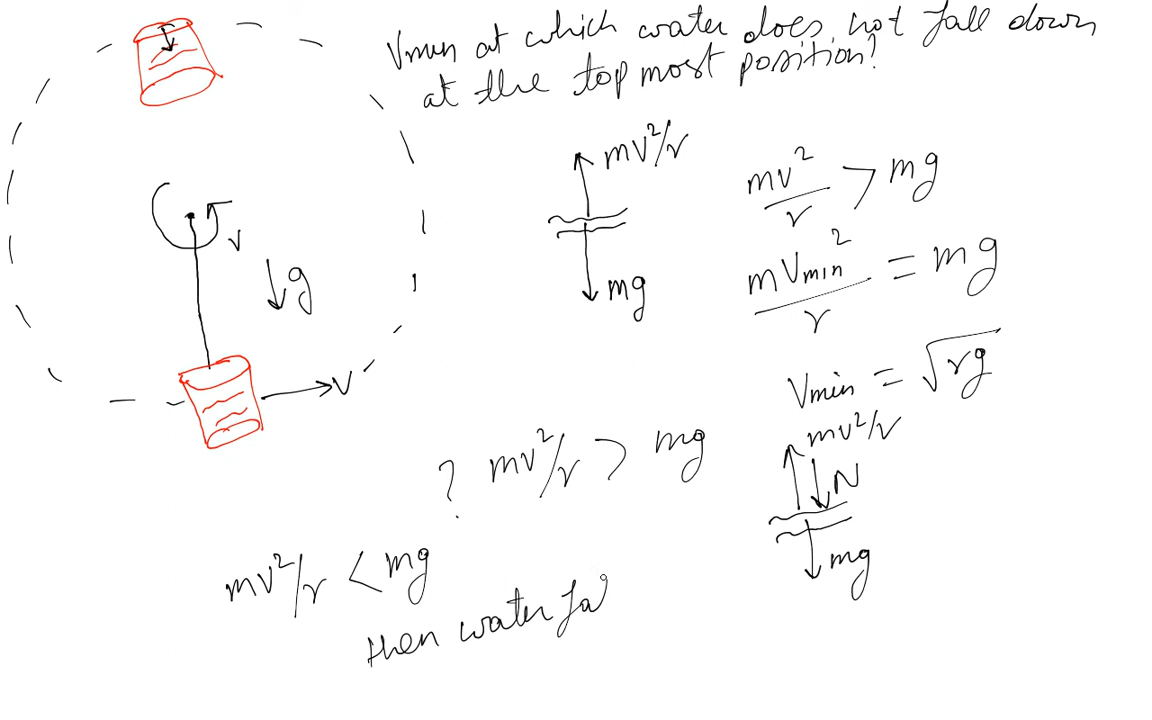 Vmin at which water does not fall down
at the top most position?
mv²/r
mg
mv²/r > mg
mVmin²/r = mg
Vmin = √rg
v
↓g
v
? mv²/r > mg
mv²/r
N
mg
mv²/r < mg
then water fa